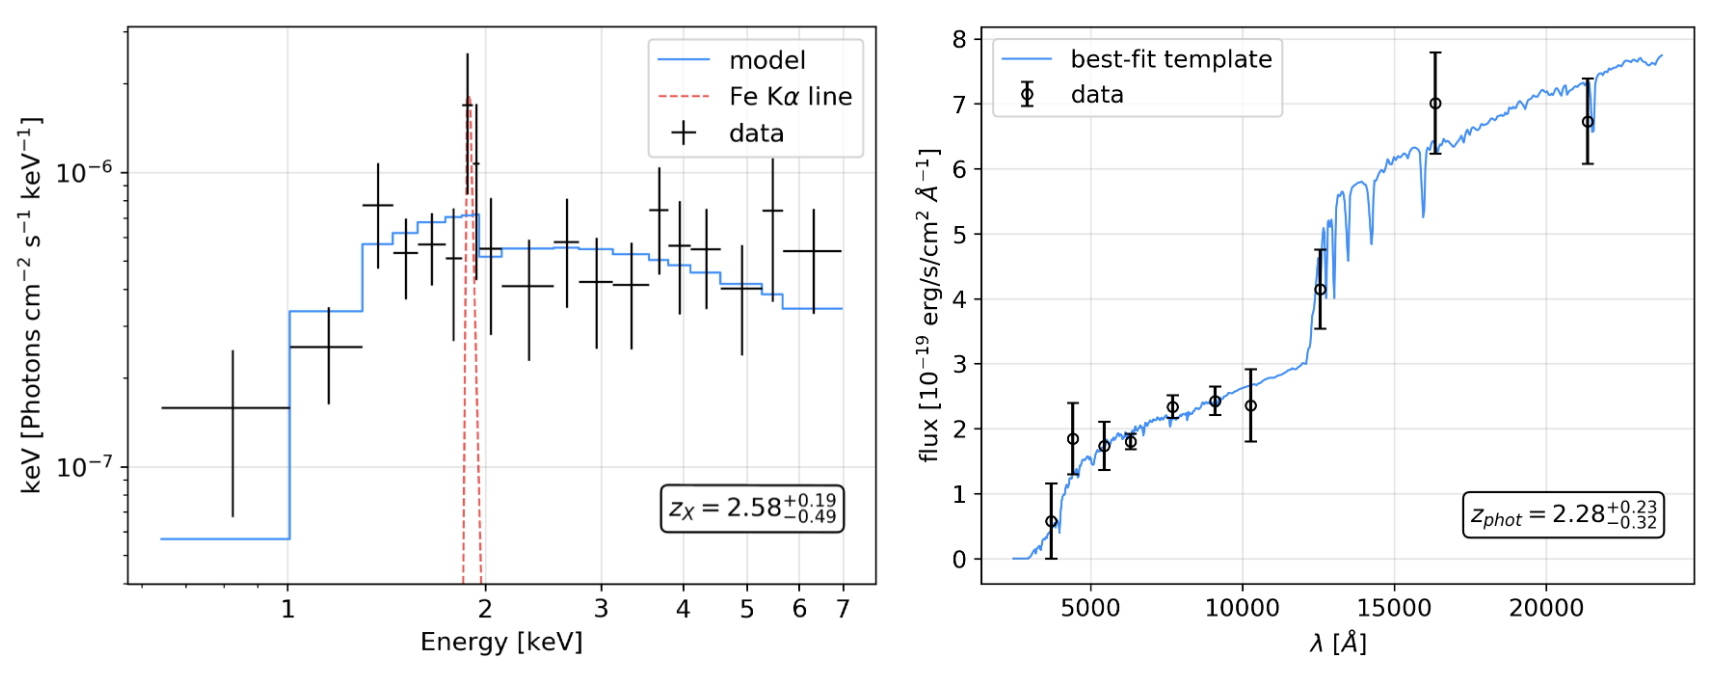 model
Fe Kα line
data
10⁻⁶
10⁻⁷
keV [Photons cm⁻² s⁻¹ keV⁻¹]
z_X = 2.58 +0.19 −0.49
1 2 3 4 5 6 7
Energy [keV]
best-fit template
data
8
7
6
5
4
3
2
1
0
flux [10⁻¹⁹ erg/s/cm² Å⁻¹]
z_phot = 2.28 +0.23 −0.32
5000 10000 15000 20000
λ [Å]